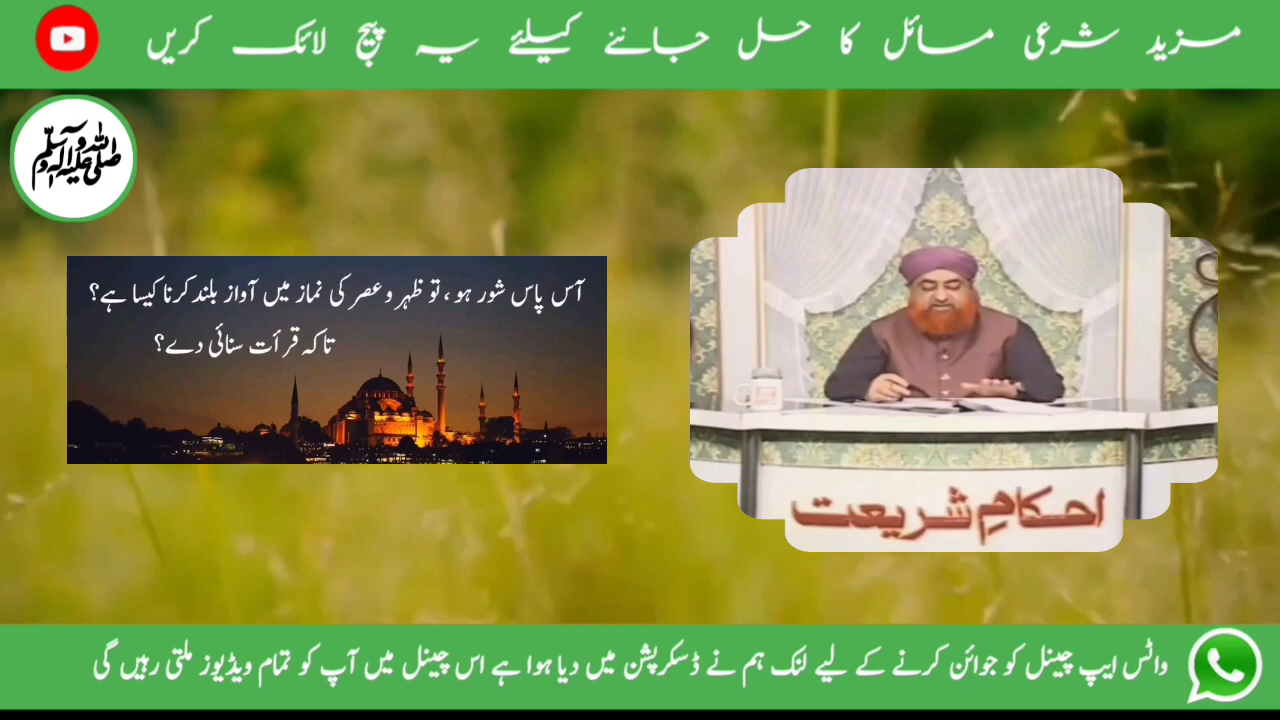 مزید شرعی مسائل کا حل جاننے کیلئے یہ پیج لائک کریں
صلی اللہ علیہ وآلہ وسلم
آس پاس شور ہو، تو ظہر و عصر کی نماز میں آواز بلند کرنا کیسا ہے؟
تاکہ قرأت سنائی دے؟
احکامِ شریعت
واٹس ایپ چینل کو جوائن کرنے کے لیے لنک ہم نے ڈسکرپشن میں دیا ہوا ہے اس چینل میں آپ کو تمام ویڈیوز ملتی رہیں گی